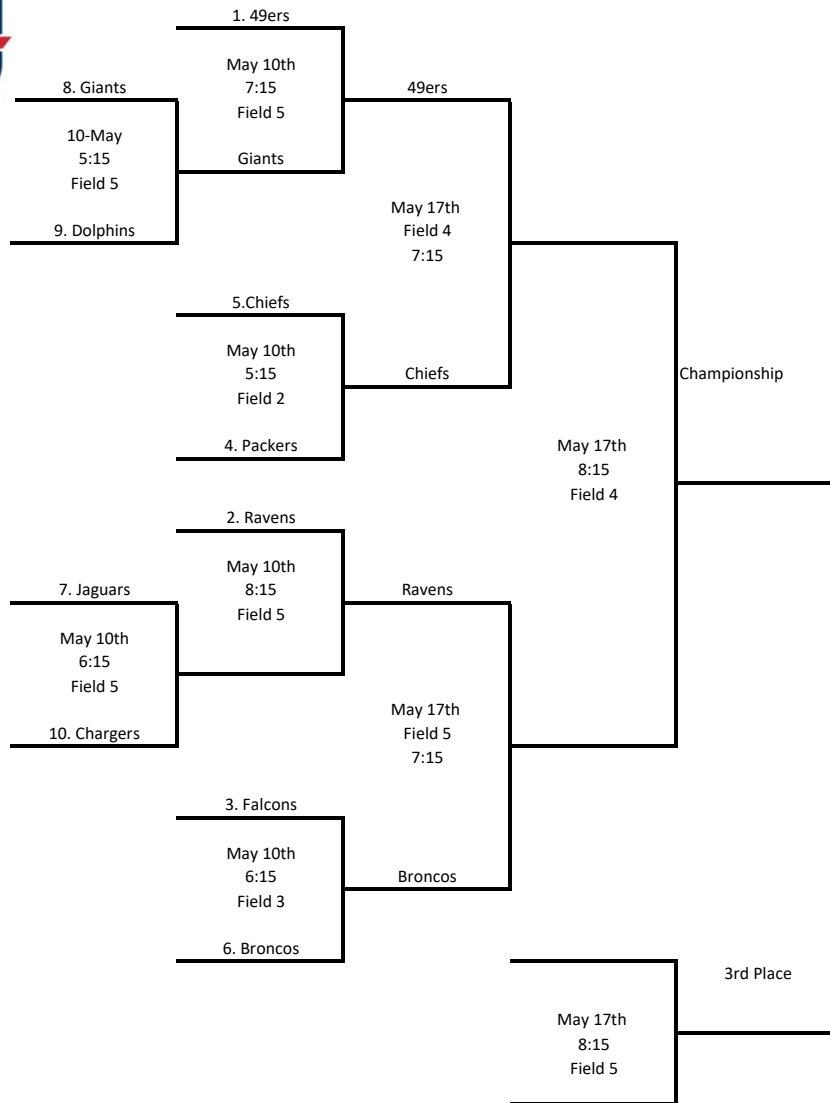 1. 49ers
May 10th
7:15
Field 5
8. Giants
49ers
10-May
5:15
Field 5
Giants
9. Dolphins
May 17th
Field 4
7:15
5.Chiefs
May 10th
5:15
Field 2
Chiefs
Championship
4. Packers
May 17th
8:15
Field 4
2. Ravens
May 10th
8:15
Field 5
7. Jaguars
Ravens
May 10th
6:15
Field 5
10. Chargers
May 17th
Field 5
7:15
3. Falcons
May 10th
6:15
Field 3
Broncos
6. Broncos
3rd Place
May 17th
8:15
Field 5